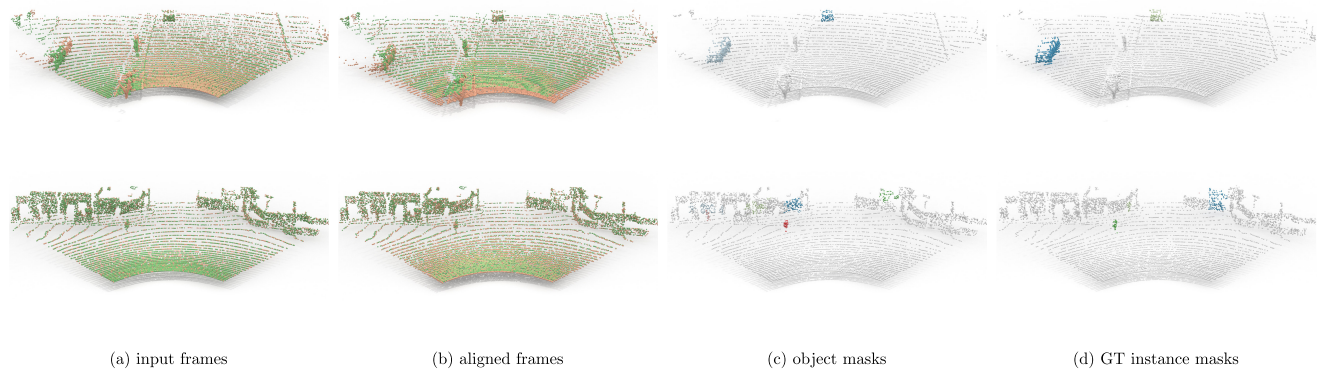 (a) input frames
(b) aligned frames
(c) object masks
(d) GT instance masks